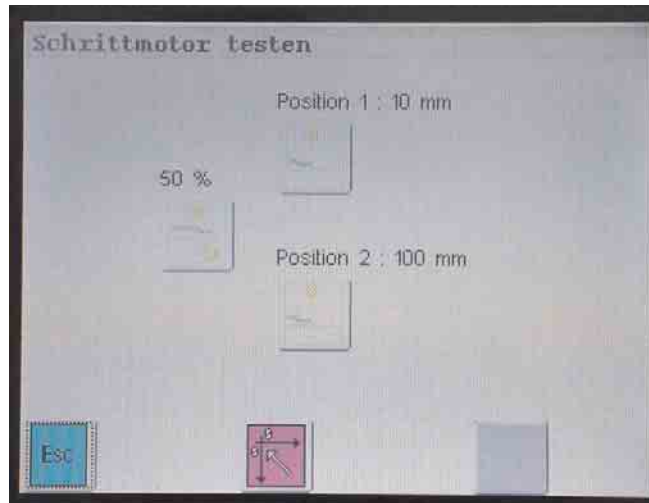 Schrittmotor testen
Position 1 : 10 mm
50 %
Position 2 : 100 mm
Esc